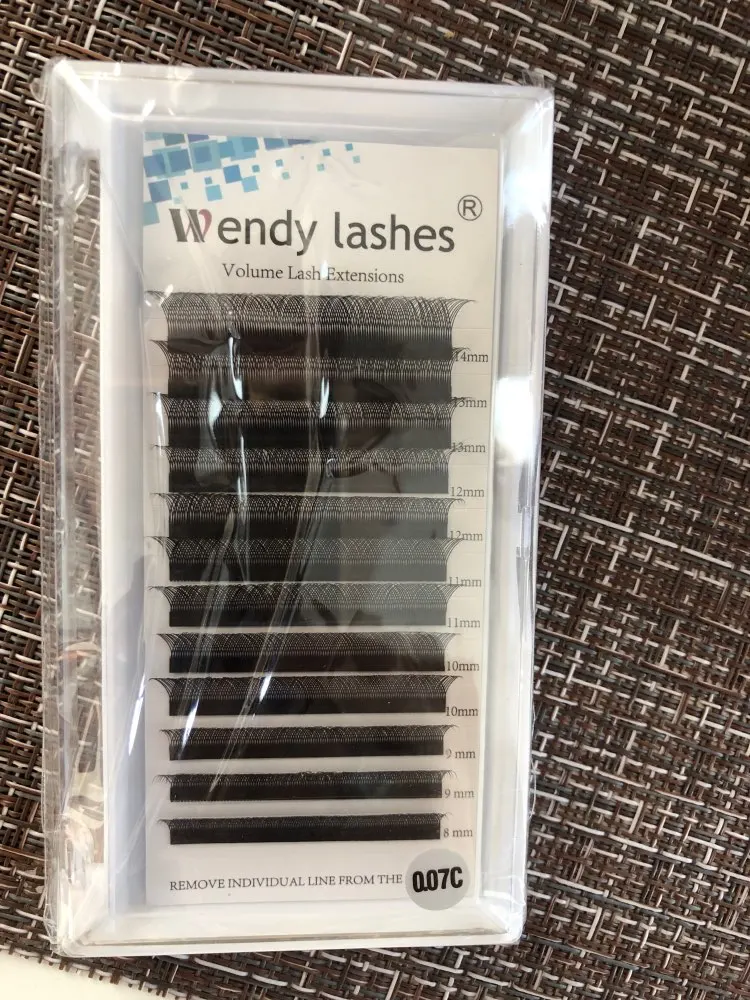 Wendy lashes®
Volume Lash Extensions
14mm
13mm
13mm
12mm
12mm
11mm
11mm
10mm
10mm
9 mm
9 mm
8 mm
REMOVE INDIVIDUAL LINE FROM THE
0.07C